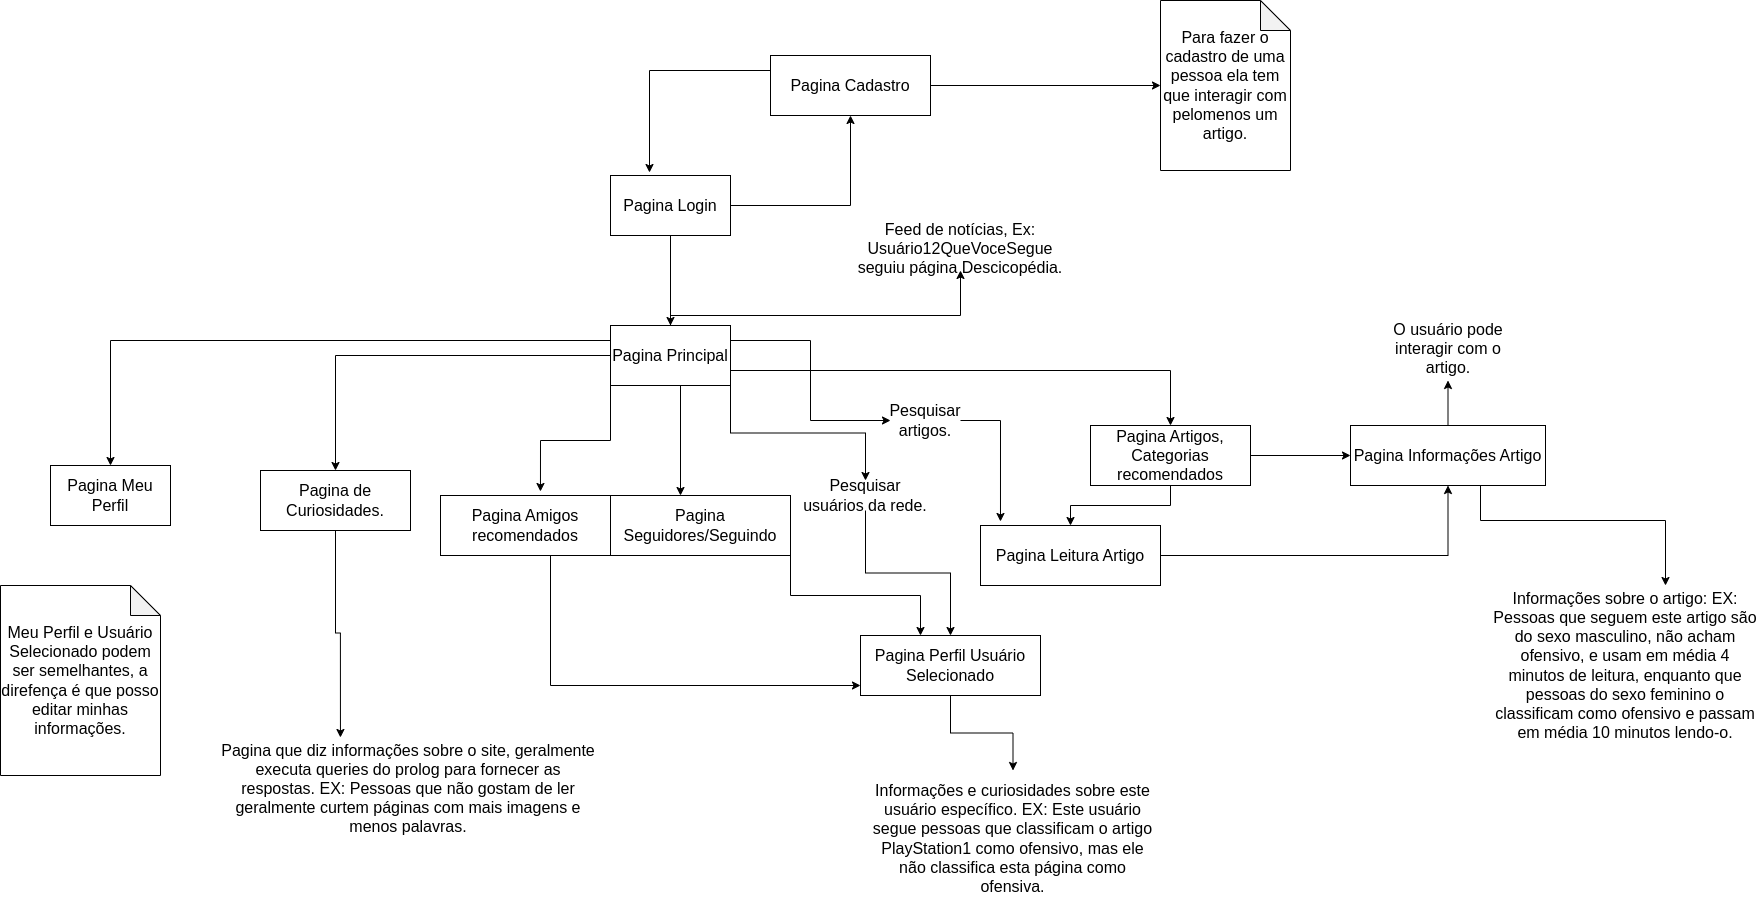 Para fazer o
cadastro de uma
pessoa ela tem
que interagir com
pelomenos um
artigo.
Pagina Cadastro
Pagina Login
Feed de notícias, Ex:
Usuário12QueVoceSegue
seguiu página Descicopédia.
Pagina Principal
O usuário pode
interagir com o
artigo.
Pesquisar
artigos.
Pagina Artigos,
Categorias
recomendados
Pagina Informações Artigo
Pagina Meu
Perfil
Pagina de
Curiosidades.
Pagina Amigos
recomendados
Pagina
Seguidores/Seguindo
Pesquisar
usuários da rede.
Pagina Leitura Artigo
Meu Perfil e Usuário
Selecionado podem
ser semelhantes, a
direfença é que posso
editar minhas
informações.
Pagina Perfil Usuário
Selecionado
Informações sobre o artigo: EX:
Pessoas que seguem este artigo são
do sexo masculino, não acham
ofensivo, e usam em média 4
minutos de leitura, enquanto que
pessoas do sexo feminino o
classificam como ofensivo e passam
em média 10 minutos lendo-o.
Pagina que diz informações sobre o site, geralmente
executa queries do prolog para fornecer as
respostas. EX: Pessoas que não gostam de ler
geralmente curtem páginas com mais imagens e
menos palavras.
Informações e curiosidades sobre este
usuário específico. EX: Este usuário
segue pessoas que classificam o artigo
PlayStation1 como ofensivo, mas ele
não classifica esta página como
ofensiva.